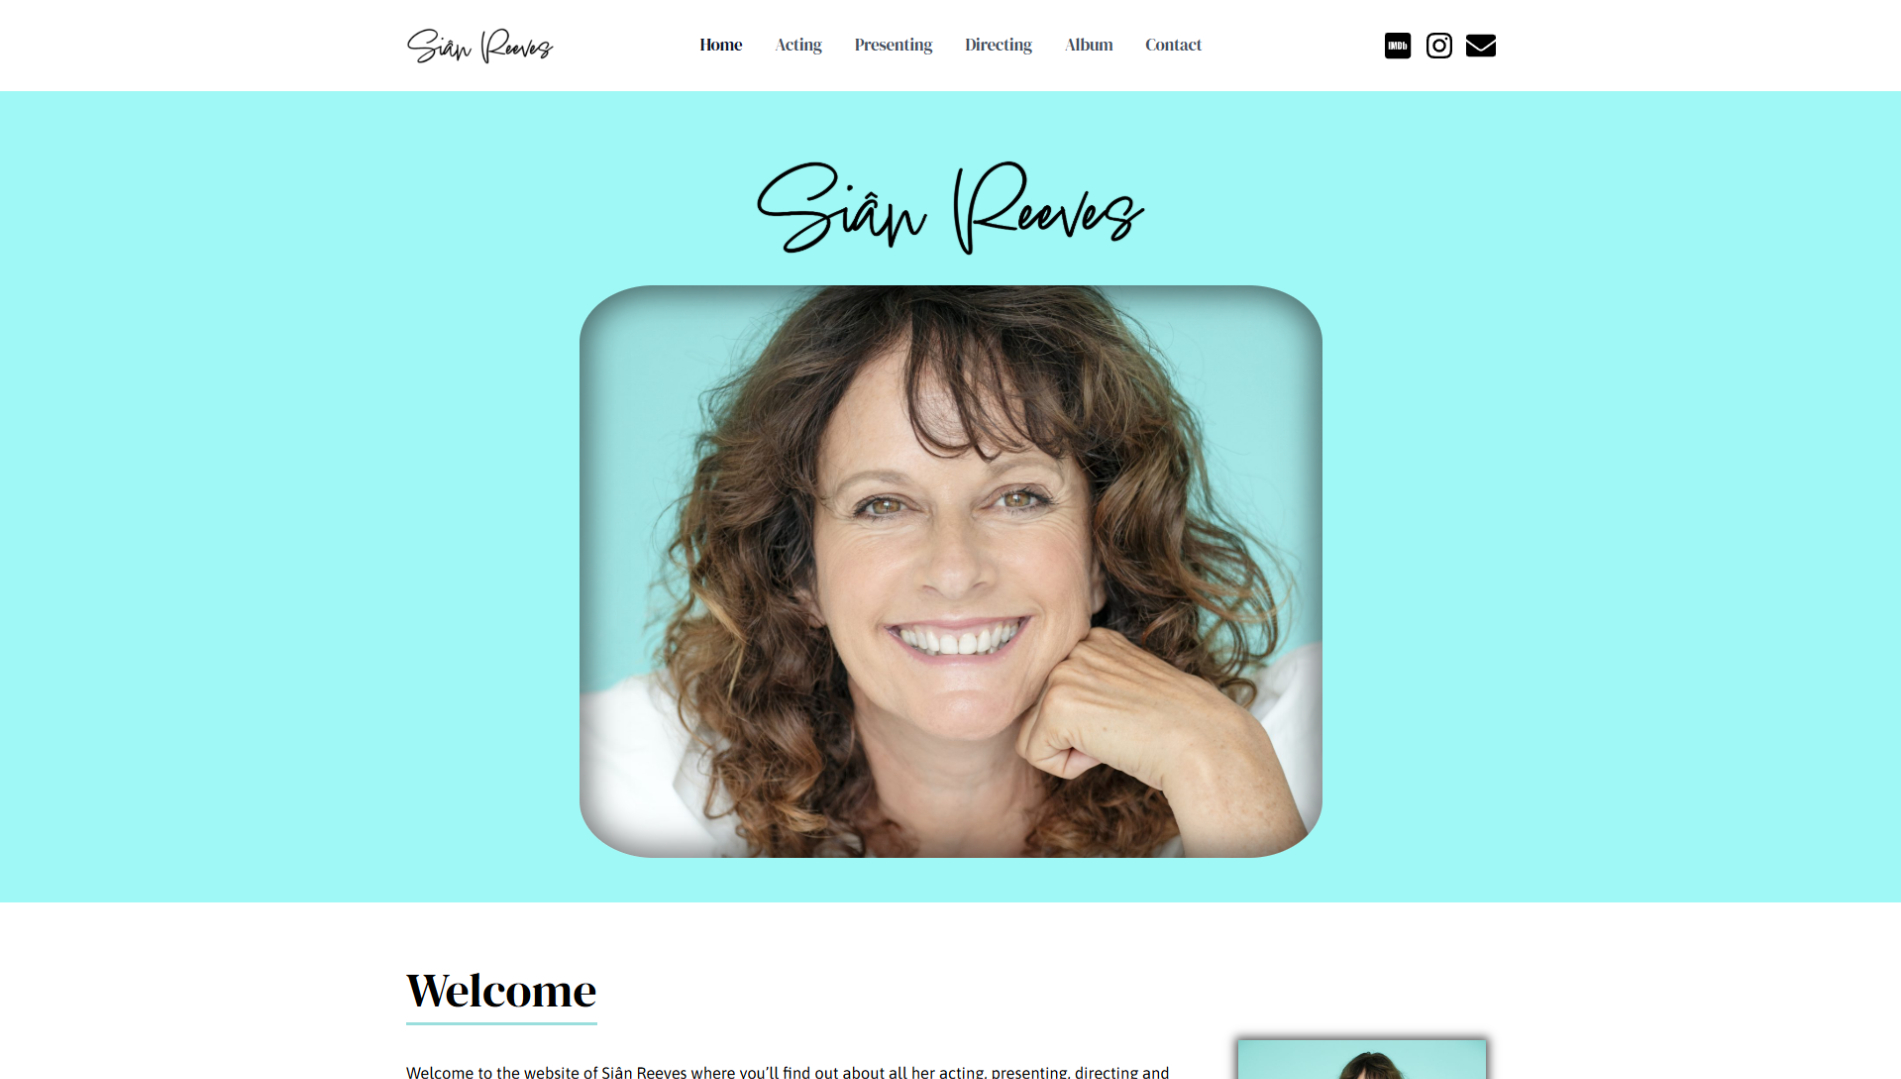 Siân Reeves
Home Acting Presenting Directing Album Contact
IMDb
Siân Reeves
Welcome
Welcome to the website of Siân Reeves where you’ll find out about all her acting, presenting, directing and